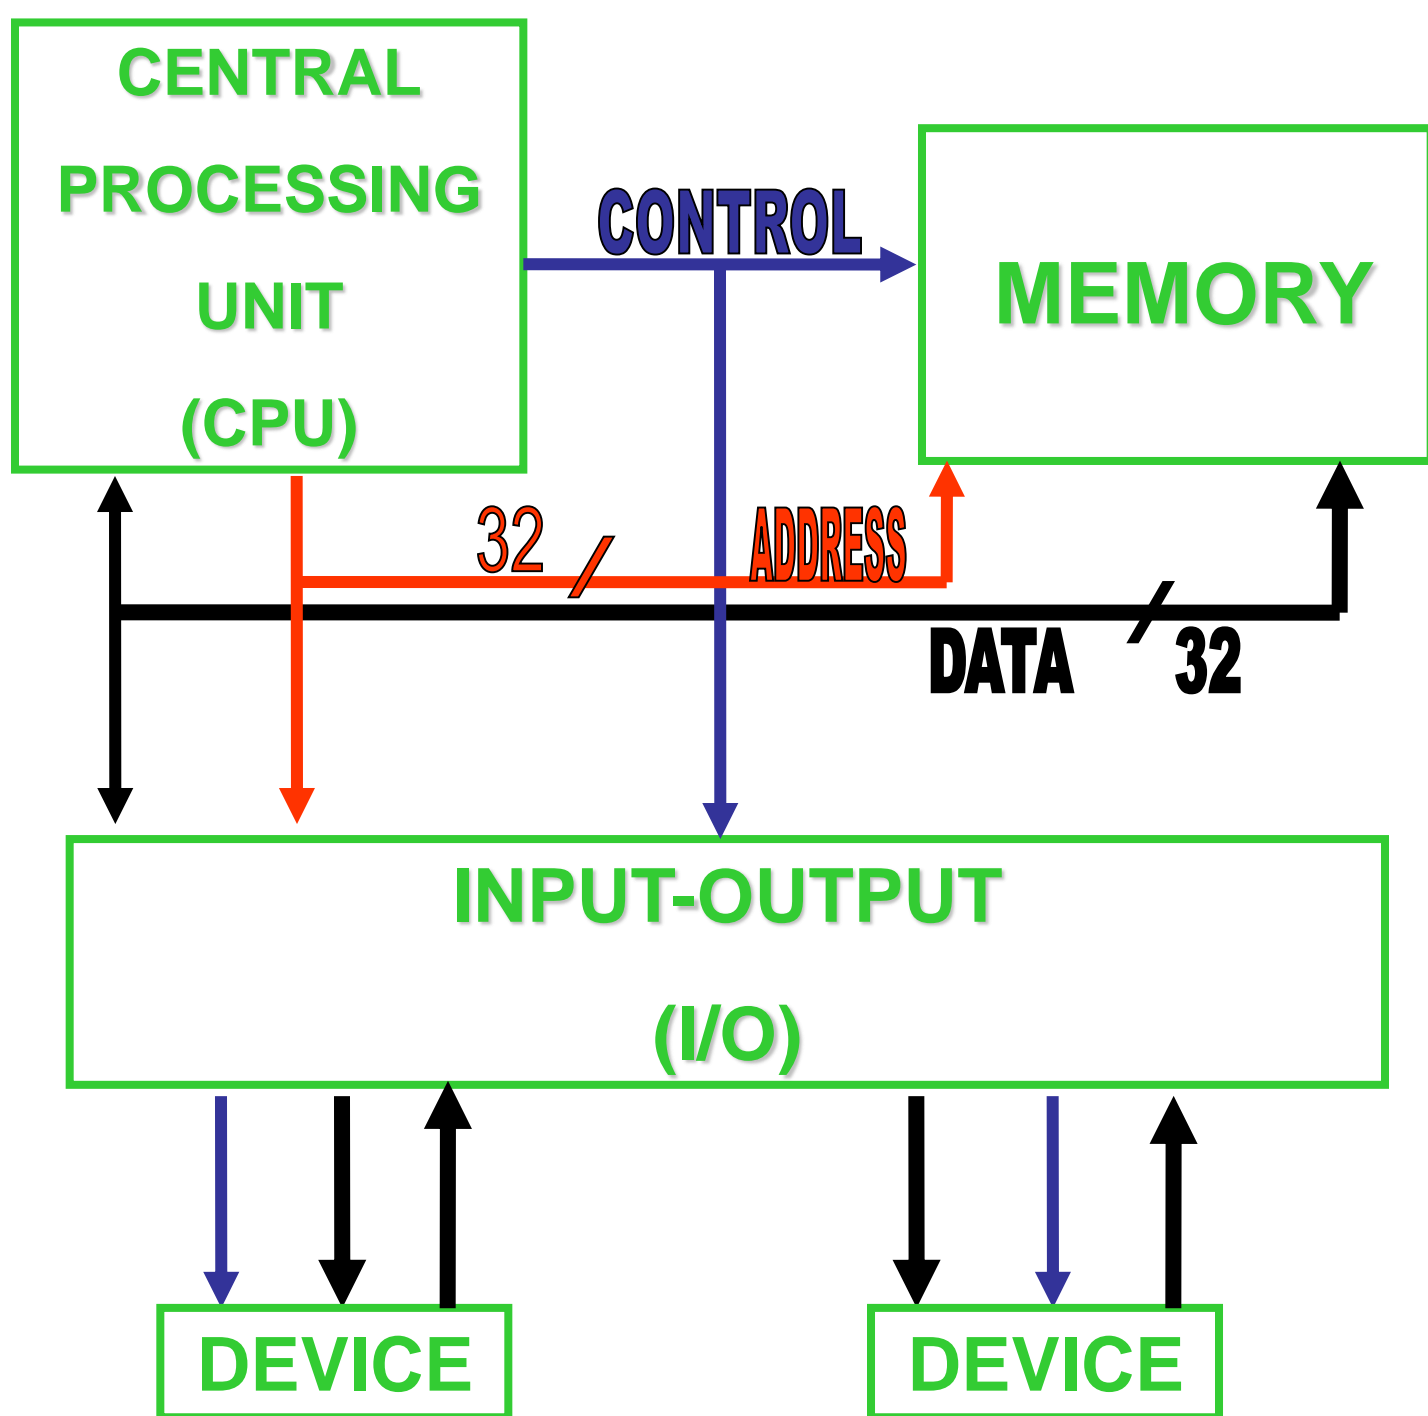 CENTRAL
PROCESSING
UNIT
(CPU)
CONTROL
MEMORY
32
ADDRESS
DATA
32
INPUT-OUTPUT
(I/O)
DEVICE
DEVICE